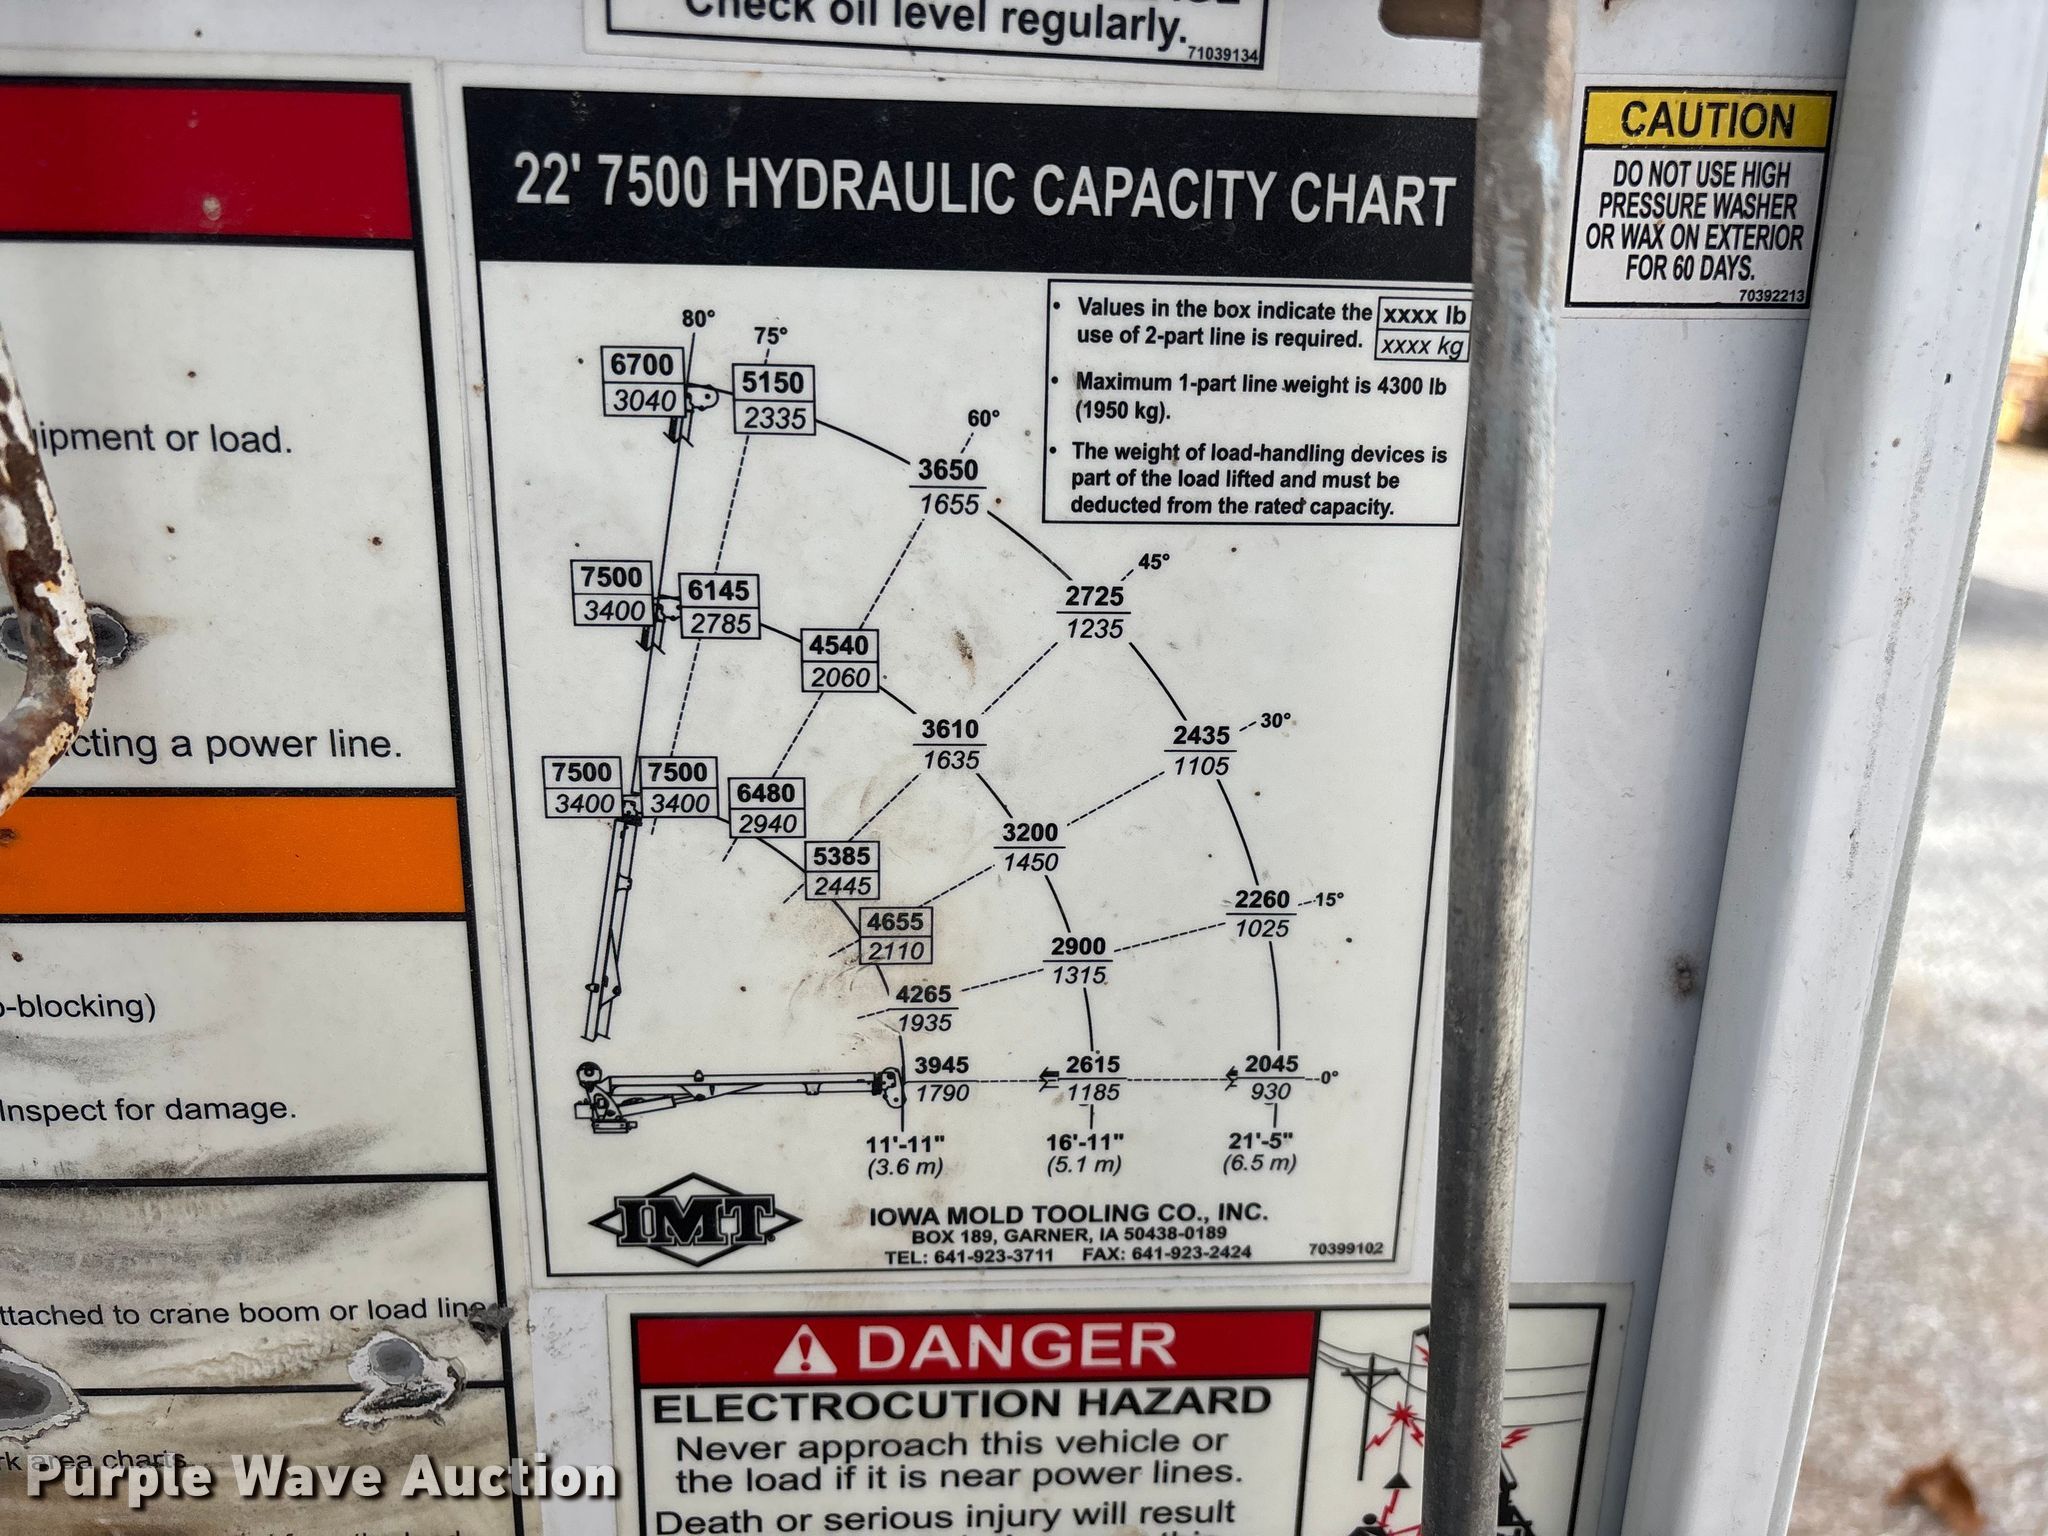 Check oil level regularly.
71039134
ipment or load.
cting a power line.
-blocking)
Inspect for damage.
ttached to crane boom or load line
rk area charts
22' 7500 HYDRAULIC CAPACITY CHART
• Values in the box indicate the
use of 2-part line is required.
xxxx lb
xxxx kg
• Maximum 1-part line weight is 4300 lb
(1950 kg).
• The weight of load-handling devices is
part of the load lifted and must be
deducted from the rated capacity.
80°
75°
6700
3040
5150
2335
60°
3650
1655
45°
2725
1235
7500
3400
6145
2785
4540
2060
3610
1635
30°
2435
1105
7500
3400
7500
3400
6480
2940
5385
2445
3200
1450
4655
2110
2260
1025
15°
2900
1315
4265
1935
3945
1790
2615
1185
2045
930
0°
11'-11"
(3.6 m)
16'-11"
(5.1 m)
21'-5"
(6.5 m)
IMT
IOWA MOLD TOOLING CO., INC.
BOX 189, GARNER, IA 50438-0189
TEL: 641-923-3711 FAX: 641-923-2424
70399102
CAUTION
DO NOT USE HIGH
PRESSURE WASHER
OR WAX ON EXTERIOR
FOR 60 DAYS.
70392213
DANGER
ELECTROCUTION HAZARD
Never approach this vehicle or
the load if it is near power lines.
Death or serious injury will result
Purple Wave Auction